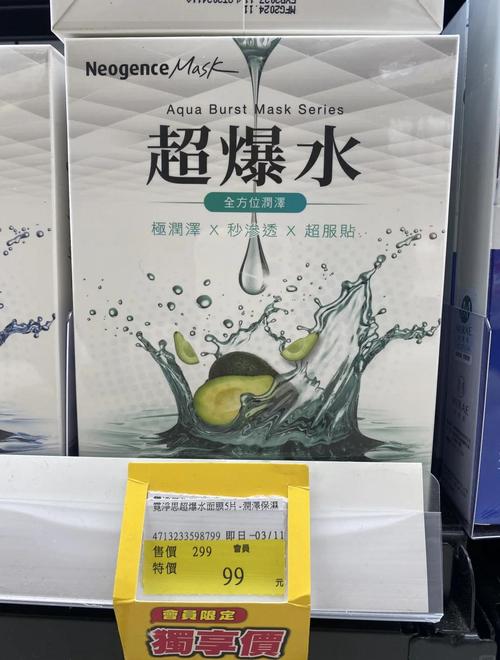 MFG2024.11
Neogence Mask
Aqua Burst Mask Series
超爆水
全方位潤澤
極潤澤 X 秒滲透 X 超服貼
霓淨思超爆水面膜5片-潤澤保濕
4713233598799 即日-03/11
售價 299 會員
特價 99 元
會員限定
獨享價